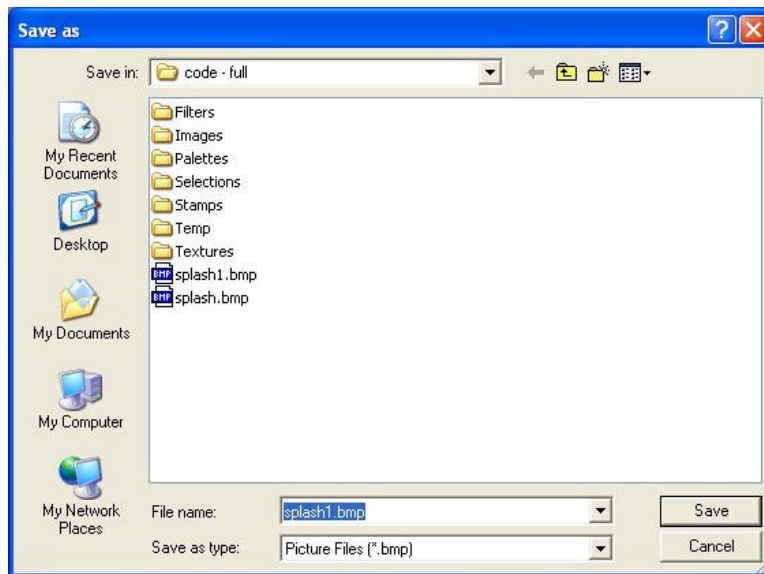 Save as
Save in:
code - full
Filters
Images
Palettes
Selections
Stamps
Temp
Textures
BMP splash1.bmp
BMP splash.bmp
My Recent
Documents
Desktop
My Documents
My Computer
My Network
Places
File name:
splash1.bmp
Save
Save as type:
Picture Files (*.bmp)
Cancel